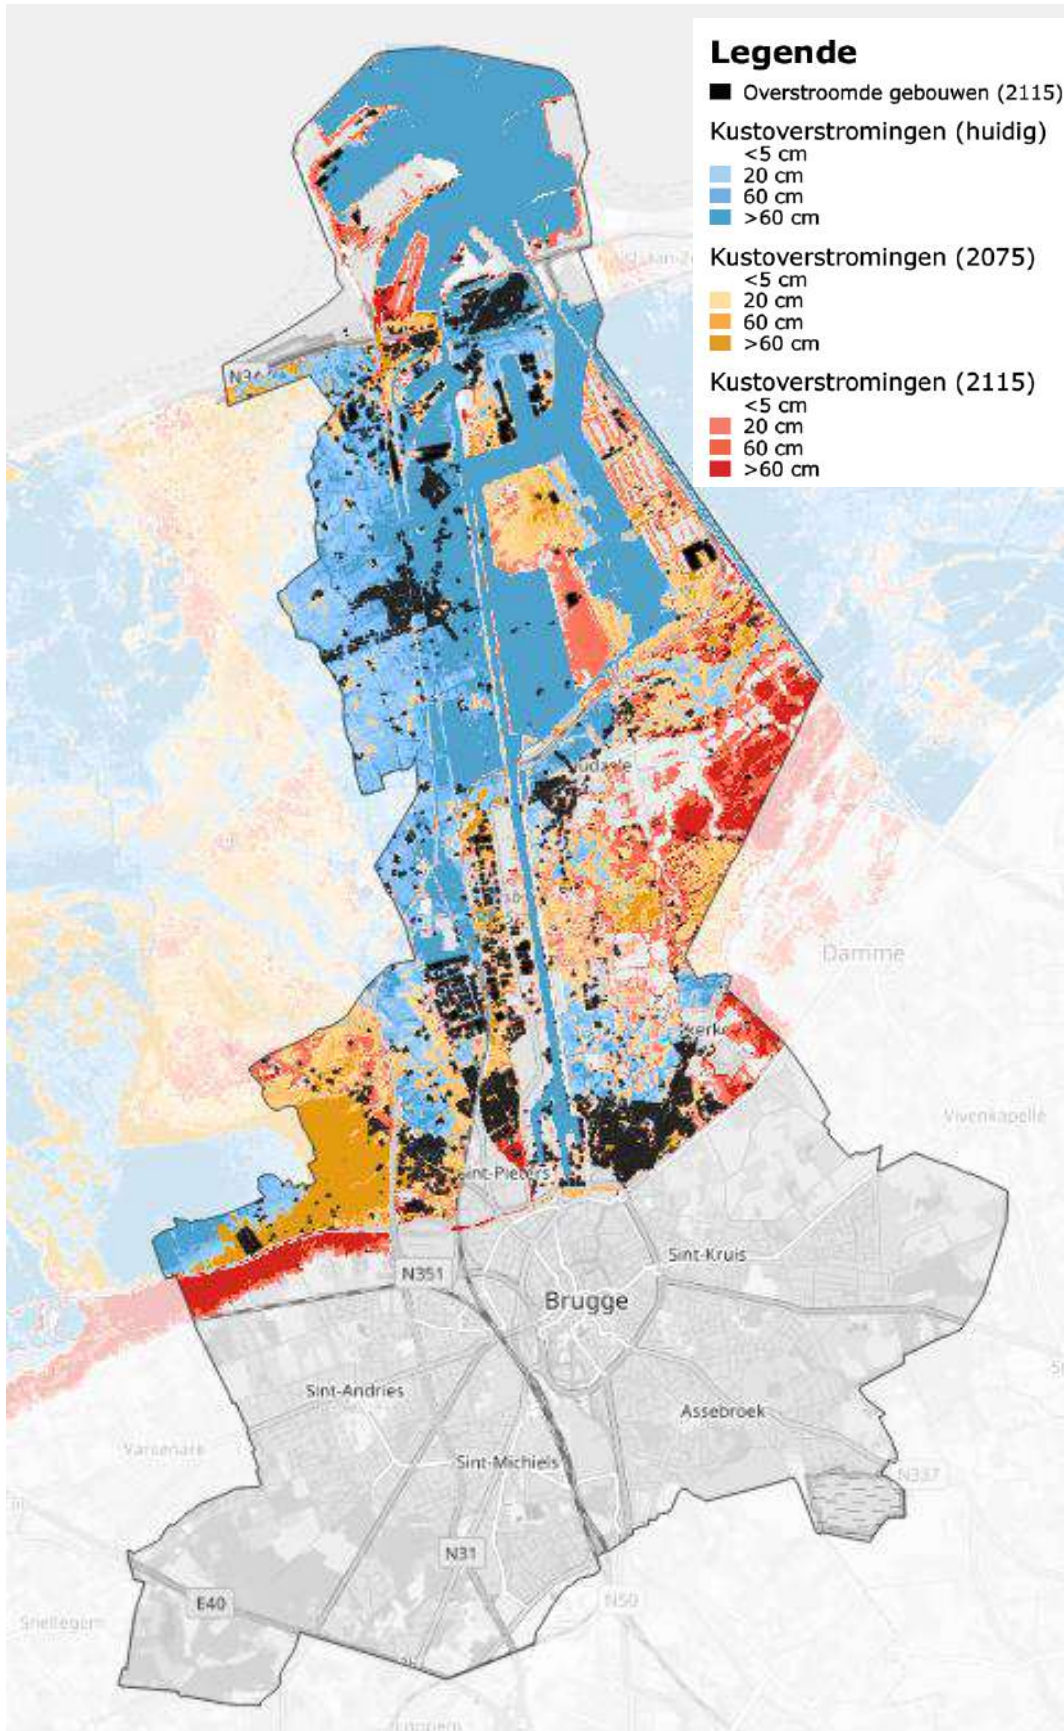 Legende
Overstroomde gebouwen (2115)
Kustoverstromingen (huidig)
<5 cm
20 cm
60 cm
>60 cm
Kustoverstromingen (2075)
<5 cm
20 cm
60 cm
>60 cm
Kustoverstromingen (2115)
<5 cm
20 cm
60 cm
>60 cm
Damme
Vivenkapelle
Sint-Pieters
Sint-Kruis
N351
Brugge
Sint-Andries
Assebroek
Varsenare
Sint-Michiels
N337
N31
E40
N50
Snellegem